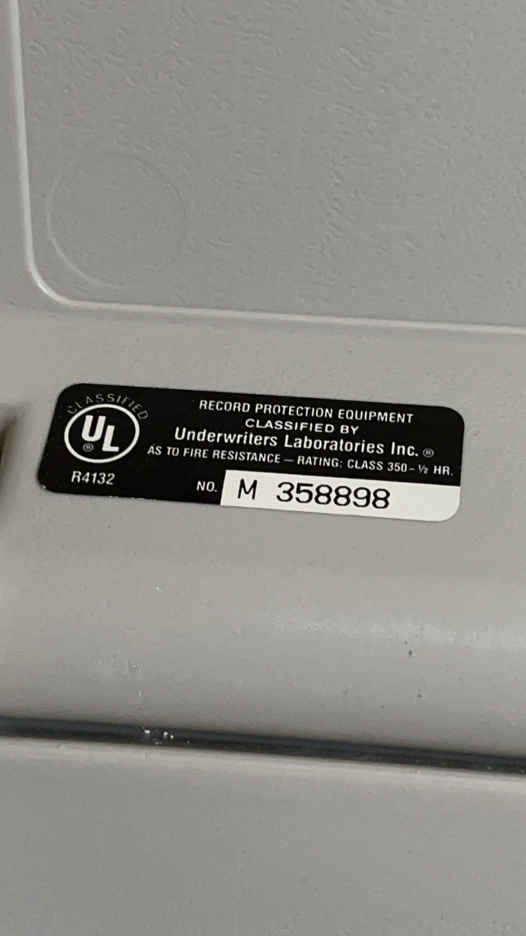 CLASSIFIED
UL®
R4132
RECORD PROTECTION EQUIPMENT
CLASSIFIED BY
Underwriters Laboratories Inc.®
AS TO FIRE RESISTANCE — RATING: CLASS 350-½ HR.
NO. M 358898